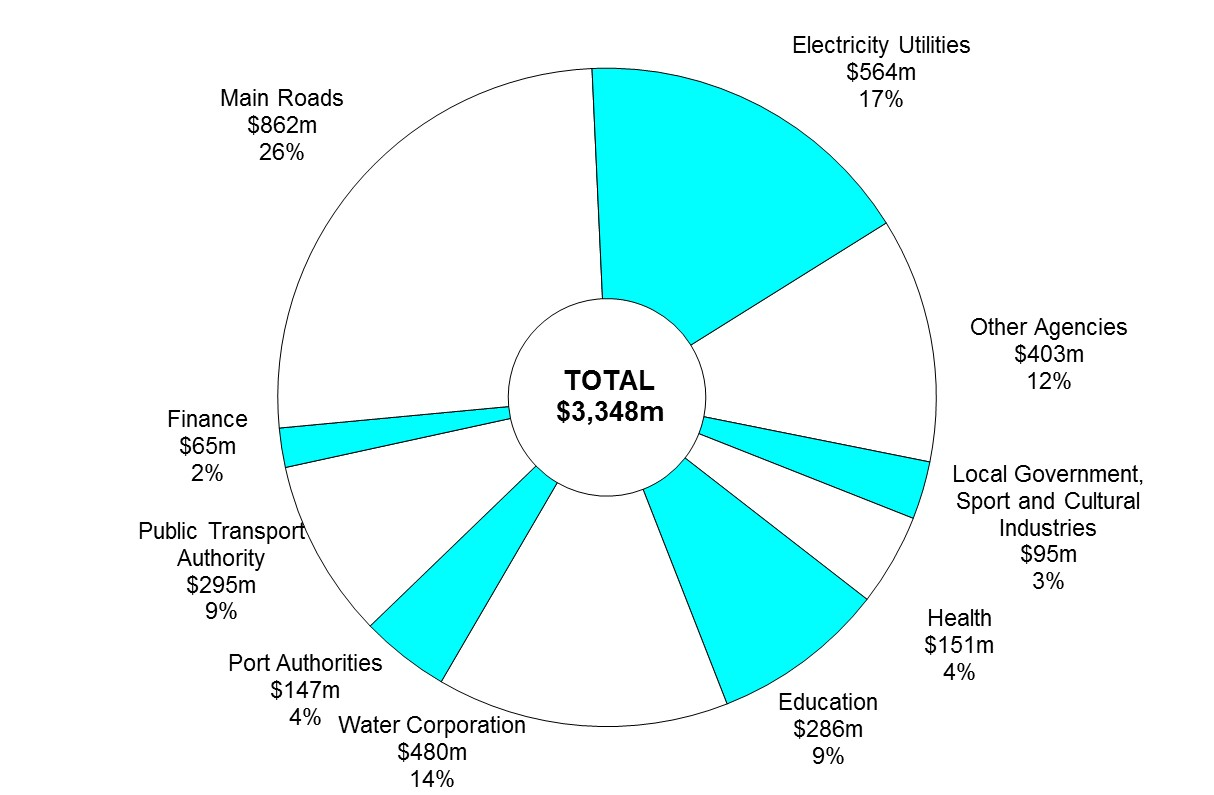 Electricity Utilities
$564m
17%
Main Roads
$862m
26%
Other Agencies
$403m
12%
TOTAL
$3,348m
Finance
$65m
2%
Local Government,
Sport and Cultural
Industries
$95m
3%
Public Transport
Authority
$295m
9%
Health
$151m
4%
Port Authorities
$147m
4%
Education
$286m
9%
Water Corporation
$480m
14%